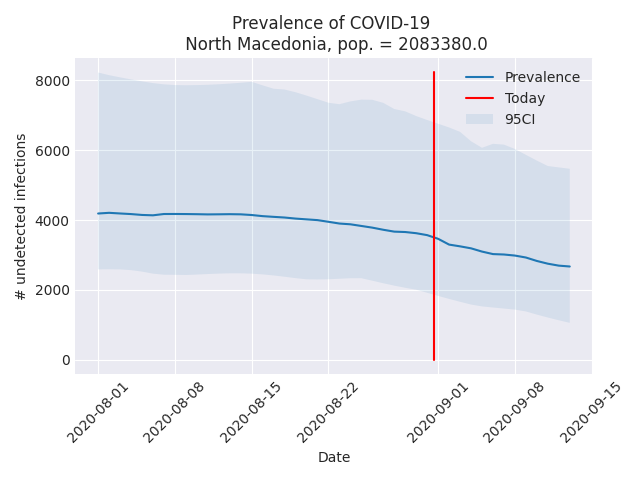 Prevalence of COVID-19
North Macedonia, pop. = 2083380.0
Prevalence
Today
95CI
# undetected infections
8000
6000
4000
2000
0
2020-08-01
2020-08-08
2020-08-15
2020-08-22
2020-09-01
2020-09-08
2020-09-15
Date